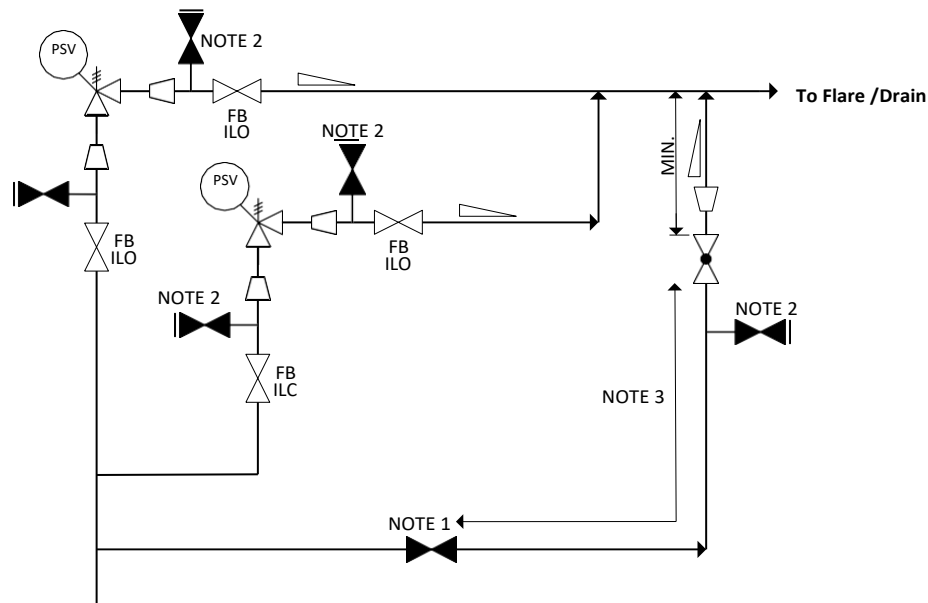 PSV
NOTE 2
FB
ILO
To Flare /Drain
NOTE 2
MIN.
PSV
FB
ILO
FB
ILO
NOTE 2
NOTE 2
FB
ILC
NOTE 3
NOTE 1